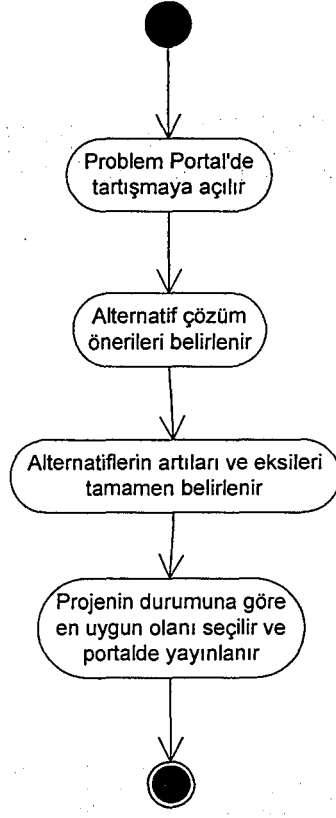 Problem Portal'de
tartışmaya açılır
Alternatif çözüm
önerileri belirlenir
Alternatiflerin artıları ve eksileri
tamamen belirlenir
Projenin durumuna göre
en uygun olanı seçilir ve
portalde yayınlanır